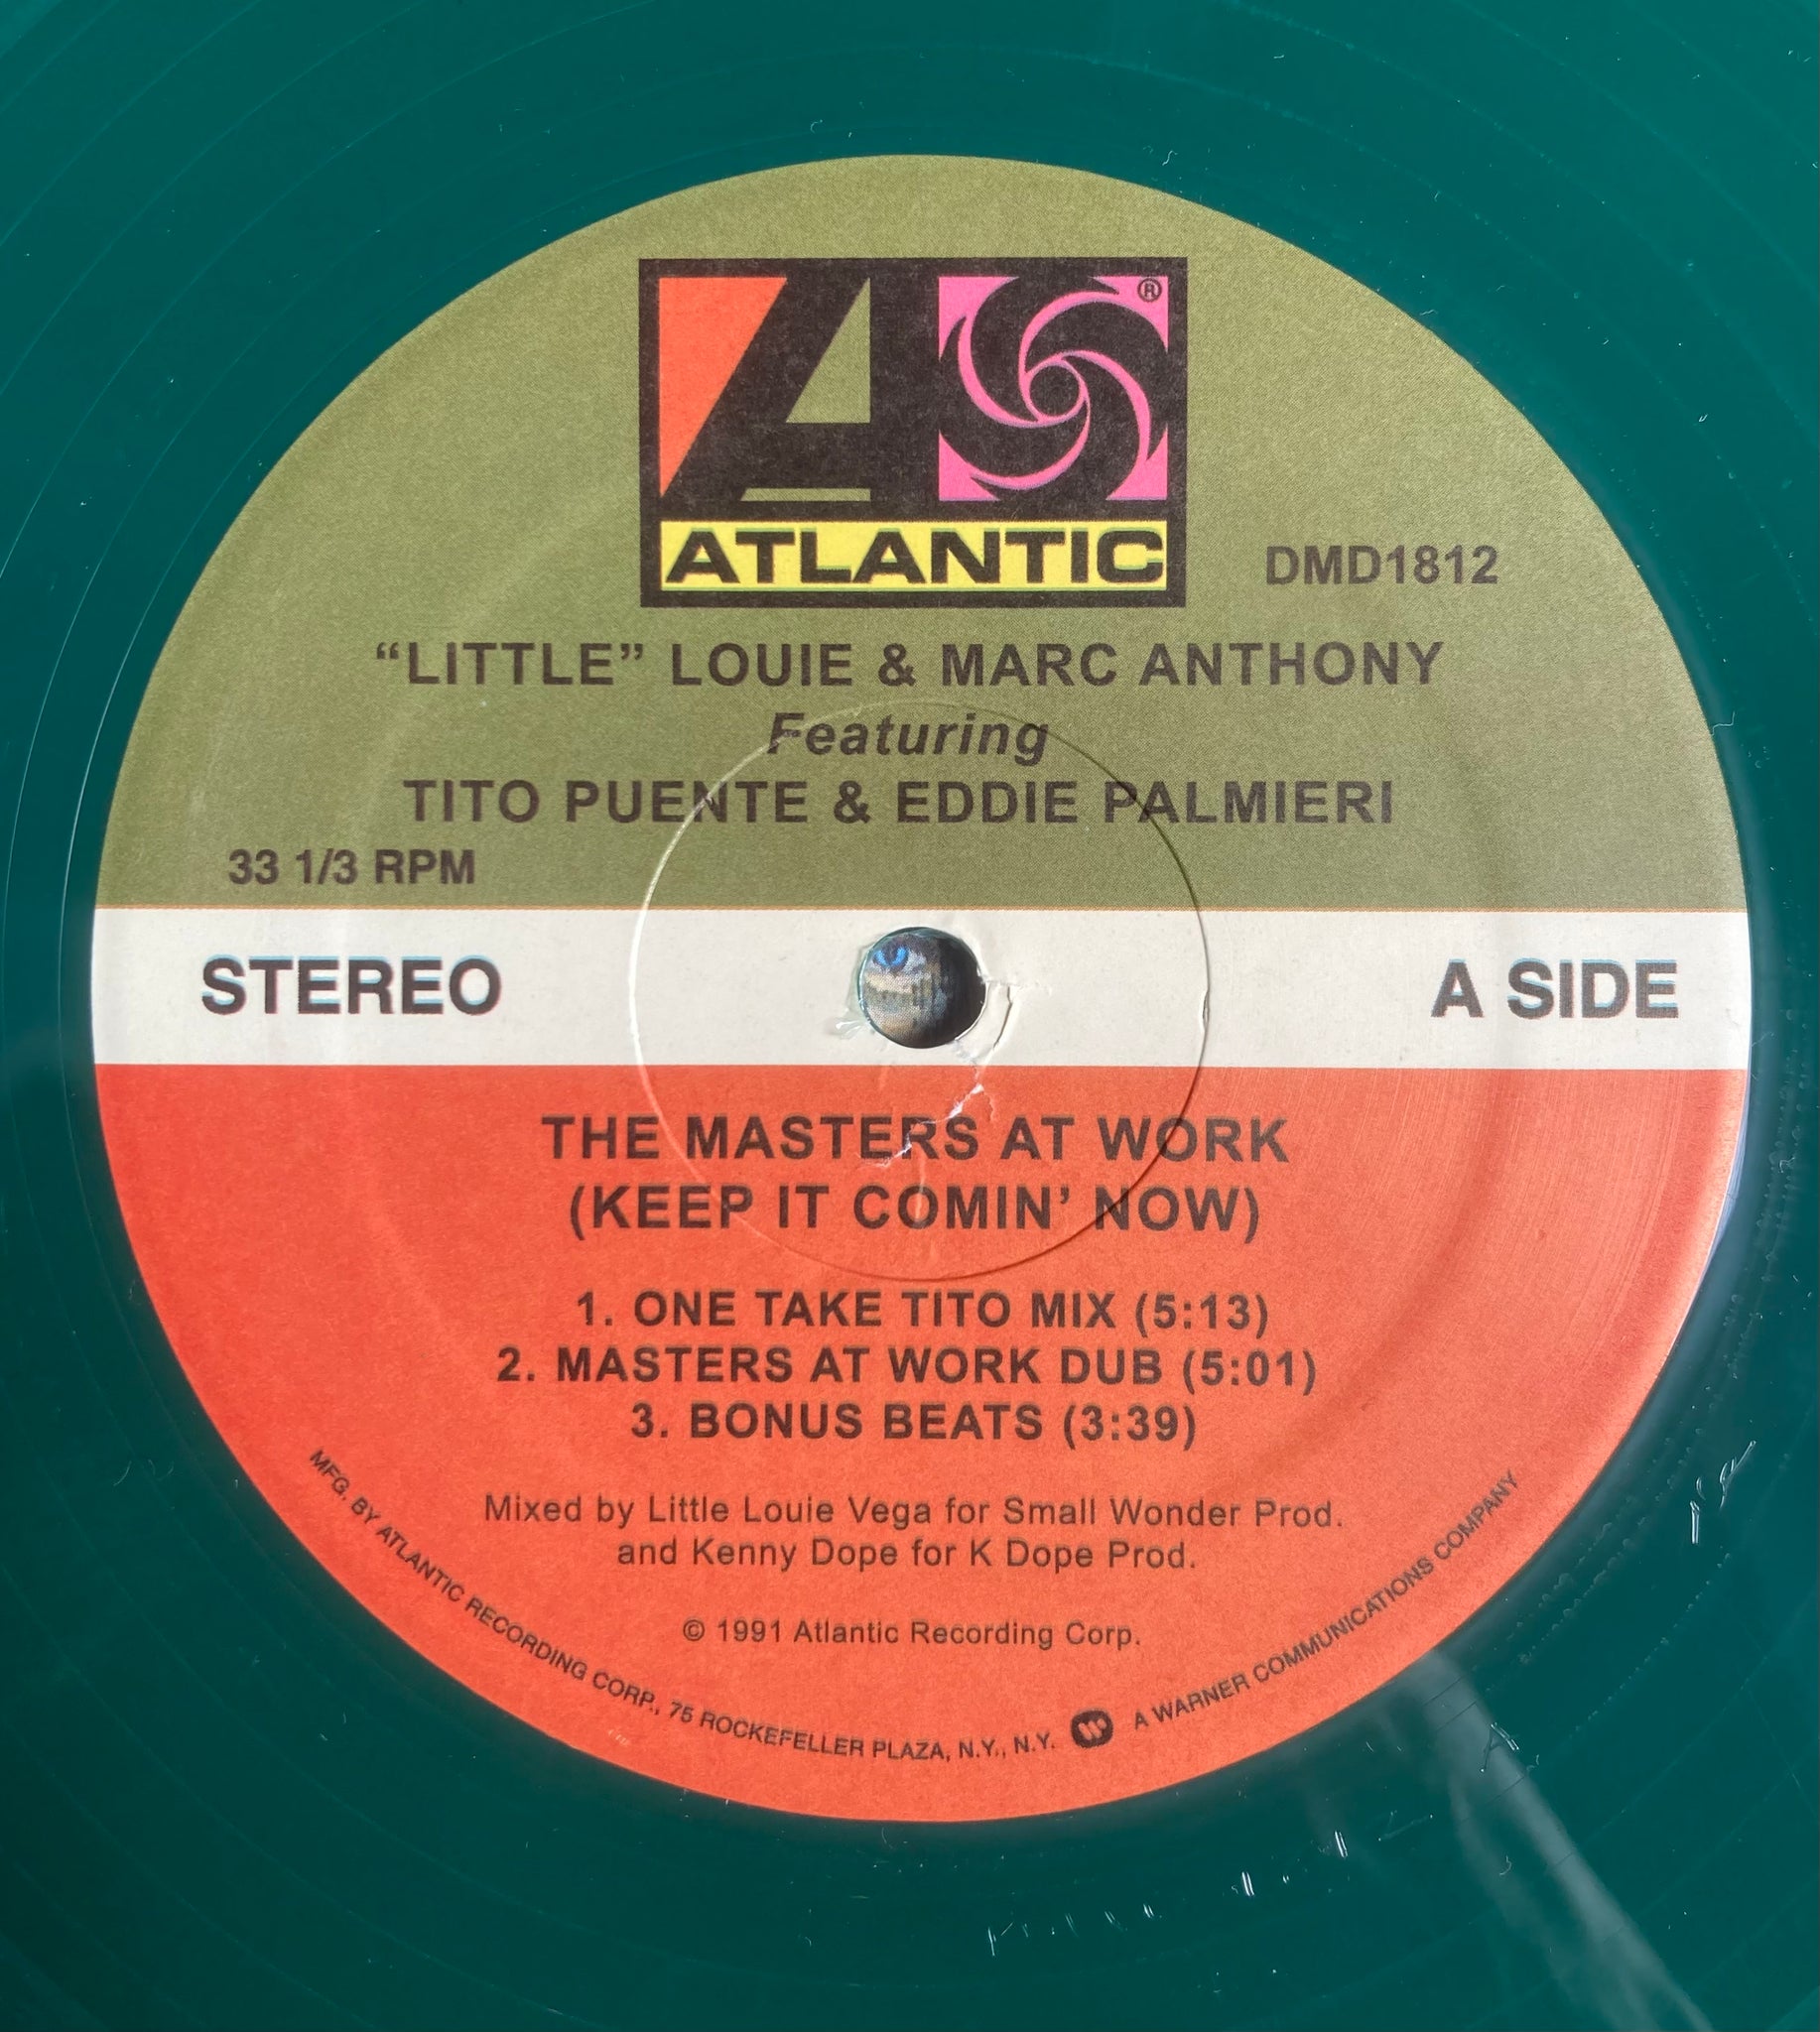 ®
ATLANTIC
DMD1812
“LITTLE” LOUIE & MARC ANTHONY
Featuring
TITO PUENTE & EDDIE PALMIERI
33 1/3 RPM
STEREO
A SIDE
THE MASTERS AT WORK
(KEEP IT COMIN’ NOW)
1. ONE TAKE TITO MIX (5:13)
2. MASTERS AT WORK DUB (5:01)
3. BONUS BEATS (3:39)
Mixed by Little Louie Vega for Small Wonder Prod.
and Kenny Dope for K Dope Prod.
© 1991 Atlantic Recording Corp.
MFG. BY ATLANTIC RECORDING CORP., 75 ROCKEFELLER PLAZA, N.Y., N.Y. A WARNER COMMUNICATIONS COMPANY